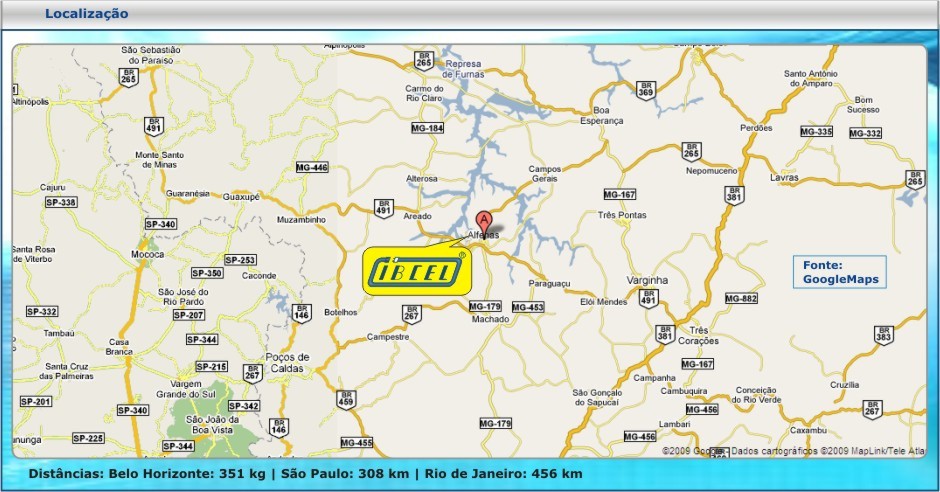 Localização
São Sebastião
do Paraíso
BR
265
Alpinópolis
BR
265
Represa
de Furnas
Carmo do
Rio Claro
BR
369
Santo Antônio
do Amparo
Bom
Sucesso
Altinópolis
BR
491
MG-184
Boa
Esperança
Perdões
MG-335
MG-332
Monte Santo
de Minas
MG-446
BR
265
Nepomuceno
Lavras
BR
265
Cajuru
SP-338
Guaranésia
Guaxupé
Alterosa
Campos
Gerais
MG-167
BR
381
Muzambinho
BR
491
Areado
A
Alfenas
Três Pontas
SP-340
Santa Rosa
de Viterbo
Mococa
SP-253
SP-350
Caconde
IBCEL®
Fonte:
GoogleMaps
Paraguaçu
Varginha
BR
491
MG-882
Elói Mendes
São José do
Rio Pardo
SP-207
SP-332
BR
146
Botelhos
BR
267
MG-179
MG-453
Machado
Tambaú
SP-344
Casa
Branca
Campestre
BR
381
Três
Corações
BR
383
Santa Cruz
das Palmeiras
SP-215
BR
267
Poços de
Caldas
MG-167
Vargem
Grande do Sul
Campanha
Cambuquira
Conceição
do Rio Verde
Cruzília
SP-201
SP-340
SP-342
BR
459
São Gonçalo
do Sapucaí
MG-456
BR
267
São João da
Boa Vista
BR
146
MG-179
Lambari
Caxambu
SP-225
SP-344
MG-455
MG-456
MG-456
©2009 Google - Dados cartográficos ©2009 MapLink/Tele Atlas
Distâncias: Belo Horizonte: 351 kg | São Paulo: 308 km | Rio de Janeiro: 456 km